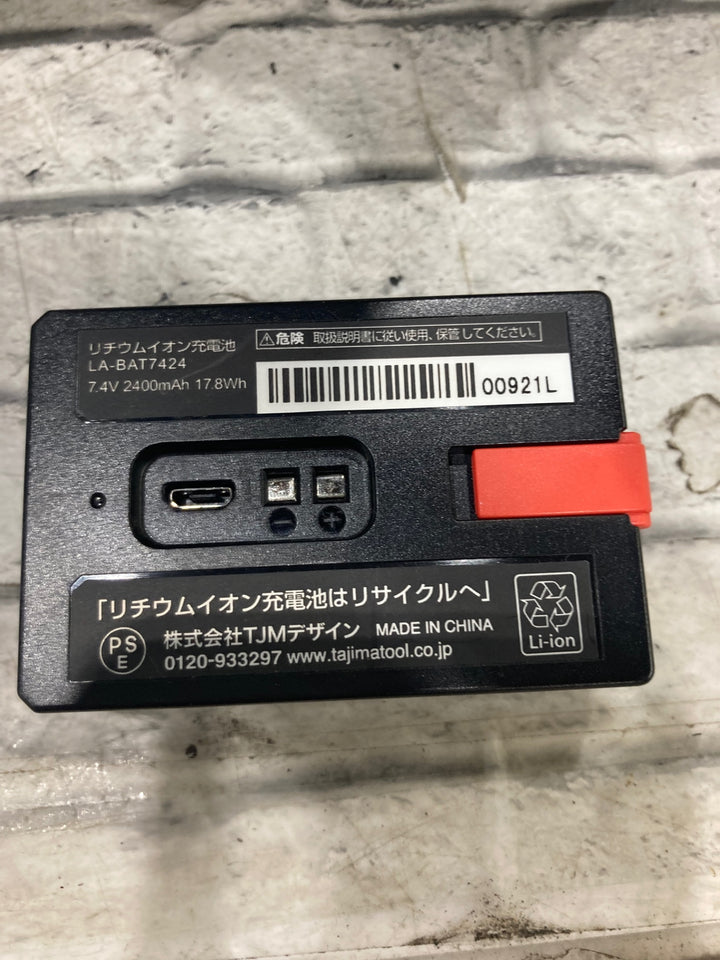 リチウムイオン充電池
LA-BAT7424
7.4V 2400mAh 17.8Wh
⚠危険 取扱説明書に従い使用、保管してください。
00921L
− +
「リチウムイオン充電池はリサイクルへ」
PS
E
株式会社TJMデザイン MADE IN CHINA
0120-933297 www.tajimatool.co.jp
Li-ion